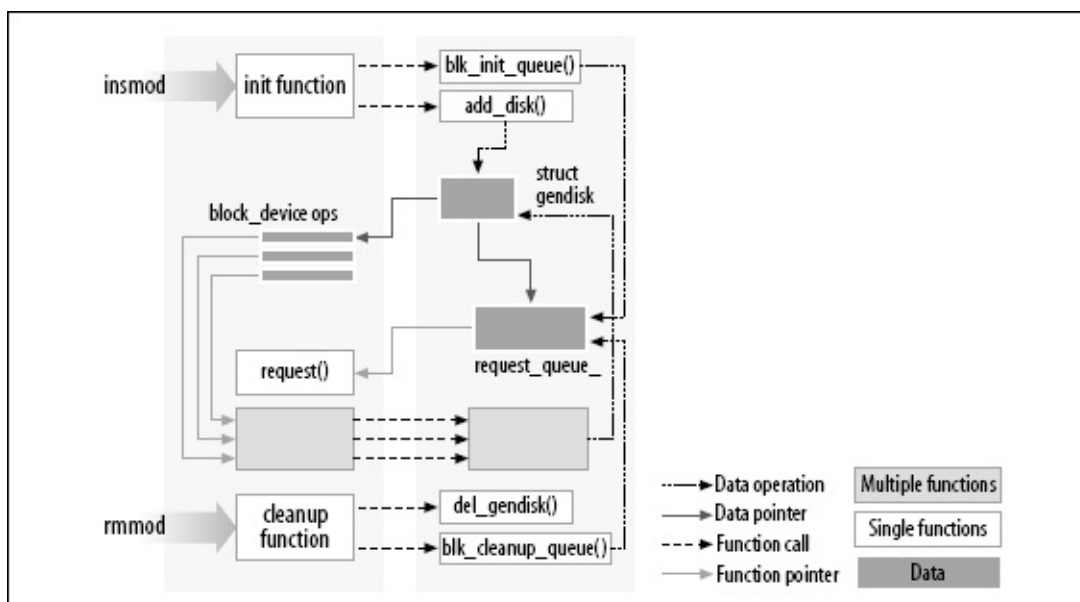 insmod
init function
blk_init_queue()
add_disk()
struct
gendisk
block_device ops
request()
request_queue_
rmmod
cleanup
function
del_gendisk()
blk_cleanup_queue()
Data operation
Data pointer
Function call
Function pointer
Multiple functions
Single functions
Data